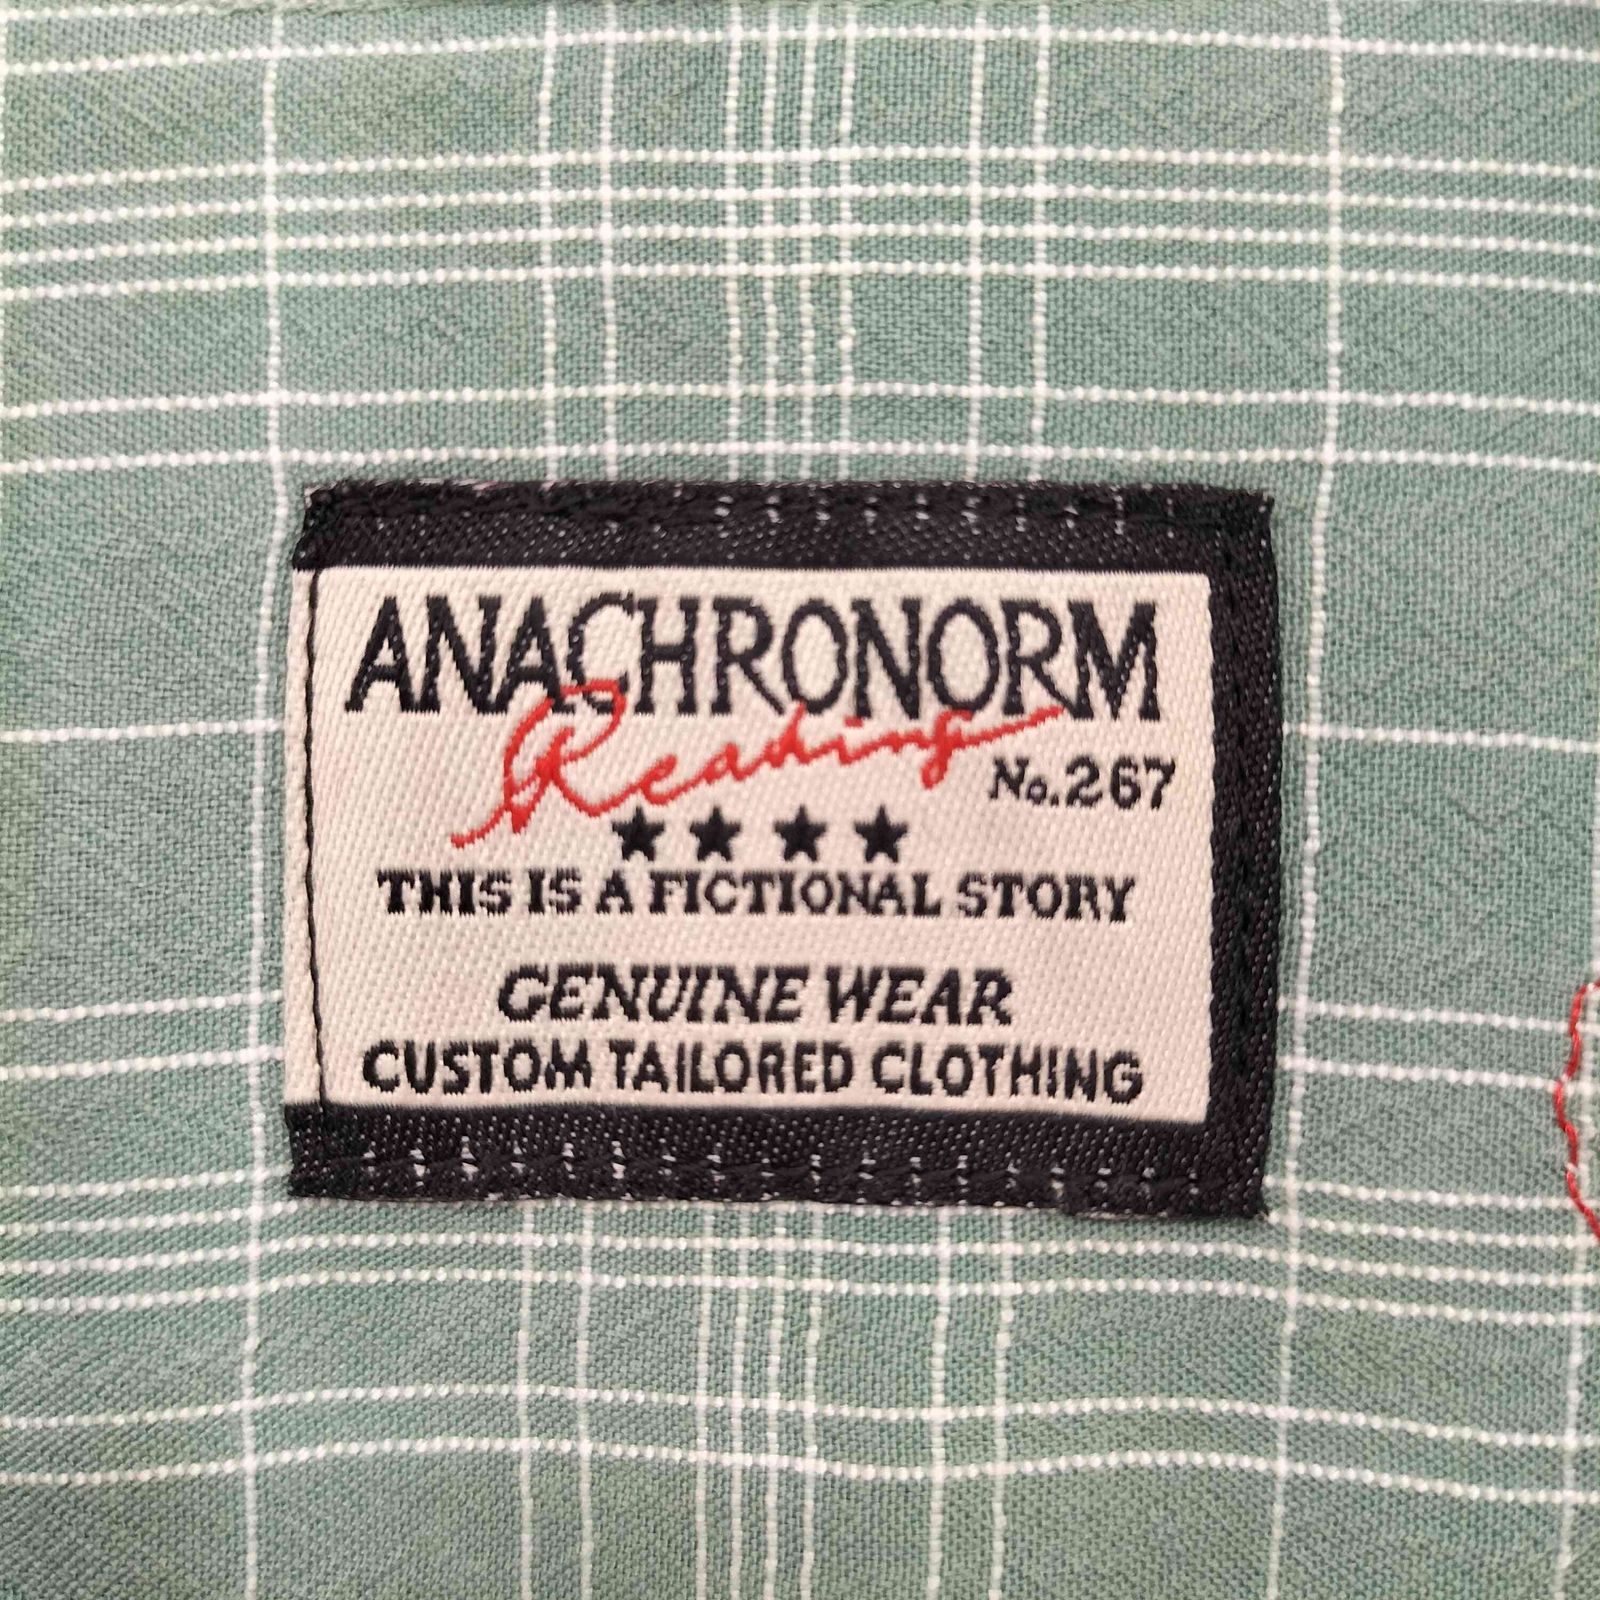 ANACHRONORM
Reading
No.267
★★★★
THIS IS A FICTIONAL STORY
GENUINE WEAR
CUSTOM TAILORED CLOTHING